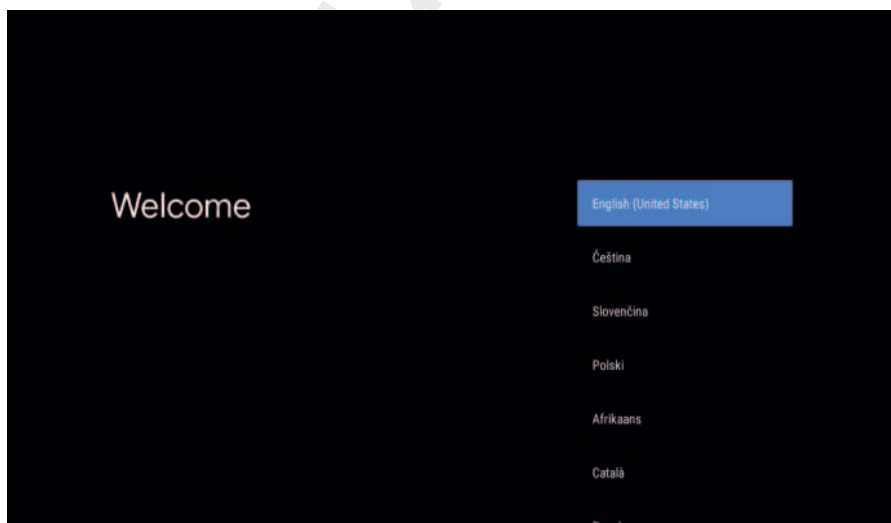 Welcome
English (United States)
Čeština
Slovenčina
Polski
Afrikaans
Català